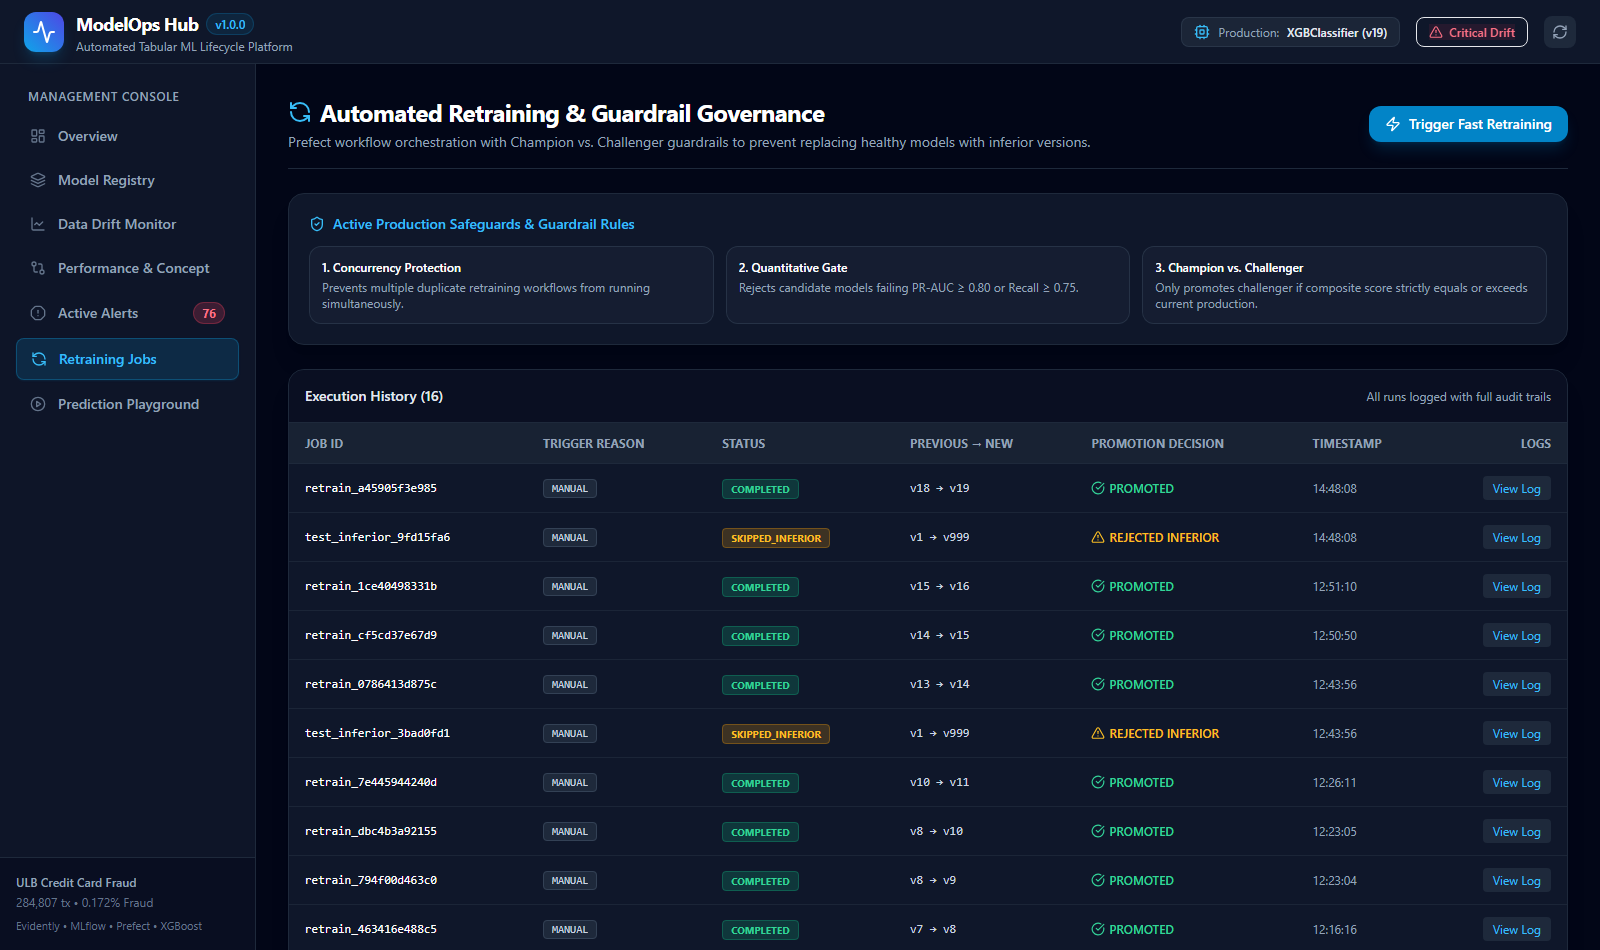 ModelOps Hub v1.0.0
Automated Tabular ML Lifecycle Platform
Production: XGBClassifier (v19)
Critical Drift
MANAGEMENT CONSOLE
Overview
Model Registry
Data Drift Monitor
Performance & Concept
Active Alerts 76
Retraining Jobs
Prediction Playground
ULB Credit Card Fraud
284,807 tx • 0.172% Fraud
Evidently • MLflow • Prefect • XGBoost
Automated Retraining & Guardrail Governance
Prefect workflow orchestration with Champion vs. Challenger guardrails to prevent replacing healthy models with inferior versions.
Trigger Fast Retraining
Active Production Safeguards & Guardrail Rules
1. Concurrency Protection
Prevents multiple duplicate retraining workflows from running
simultaneously.
2. Quantitative Gate
Rejects candidate models failing PR-AUC ≥ 0.80 or Recall ≥ 0.75.
3. Champion vs. Challenger
Only promotes challenger if composite score strictly equals or exceeds
current production.
Execution History (16)
All runs logged with full audit trails
JOB ID TRIGGER REASON STATUS PREVIOUS → NEW PROMOTION DECISION TIMESTAMP LOGS
retrain_a45905f3e985 MANUAL COMPLETED v18 → v19 PROMOTED 14:48:08 View Log
test_inferior_9fd15fa6 MANUAL SKIPPED_INFERIOR v1 → v999 REJECTED INFERIOR 14:48:08 View Log
retrain_1ce40498331b MANUAL COMPLETED v15 → v16 PROMOTED 12:51:10 View Log
retrain_cf5cd37e67d9 MANUAL COMPLETED v14 → v15 PROMOTED 12:50:50 View Log
retrain_0786413d875c MANUAL COMPLETED v13 → v14 PROMOTED 12:43:56 View Log
test_inferior_3bad0fd1 MANUAL SKIPPED_INFERIOR v1 → v999 REJECTED INFERIOR 12:43:56 View Log
retrain_7e445944240d MANUAL COMPLETED v10 → v11 PROMOTED 12:26:11 View Log
retrain_dbc4b3a92155 MANUAL COMPLETED v8 → v10 PROMOTED 12:23:05 View Log
retrain_794f00d463c0 MANUAL COMPLETED v8 → v9 PROMOTED 12:23:04 View Log
retrain_463416e488c5 MANUAL COMPLETED v7 → v8 PROMOTED 12:16:16 View Log